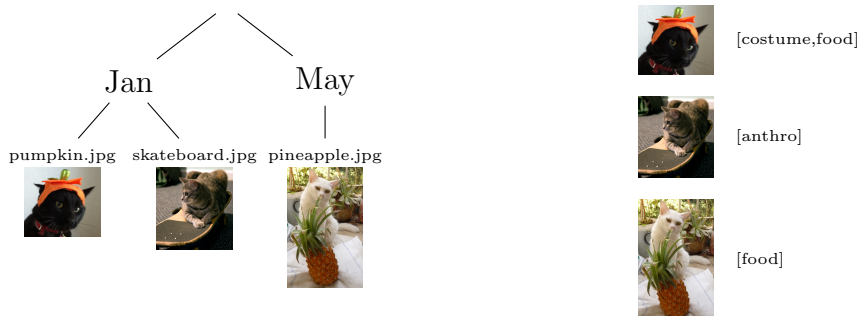 Jan
May
pumpkin.jpg
skateboard.jpg
pineapple.jpg
[costume,food]
[anthro]
[food]